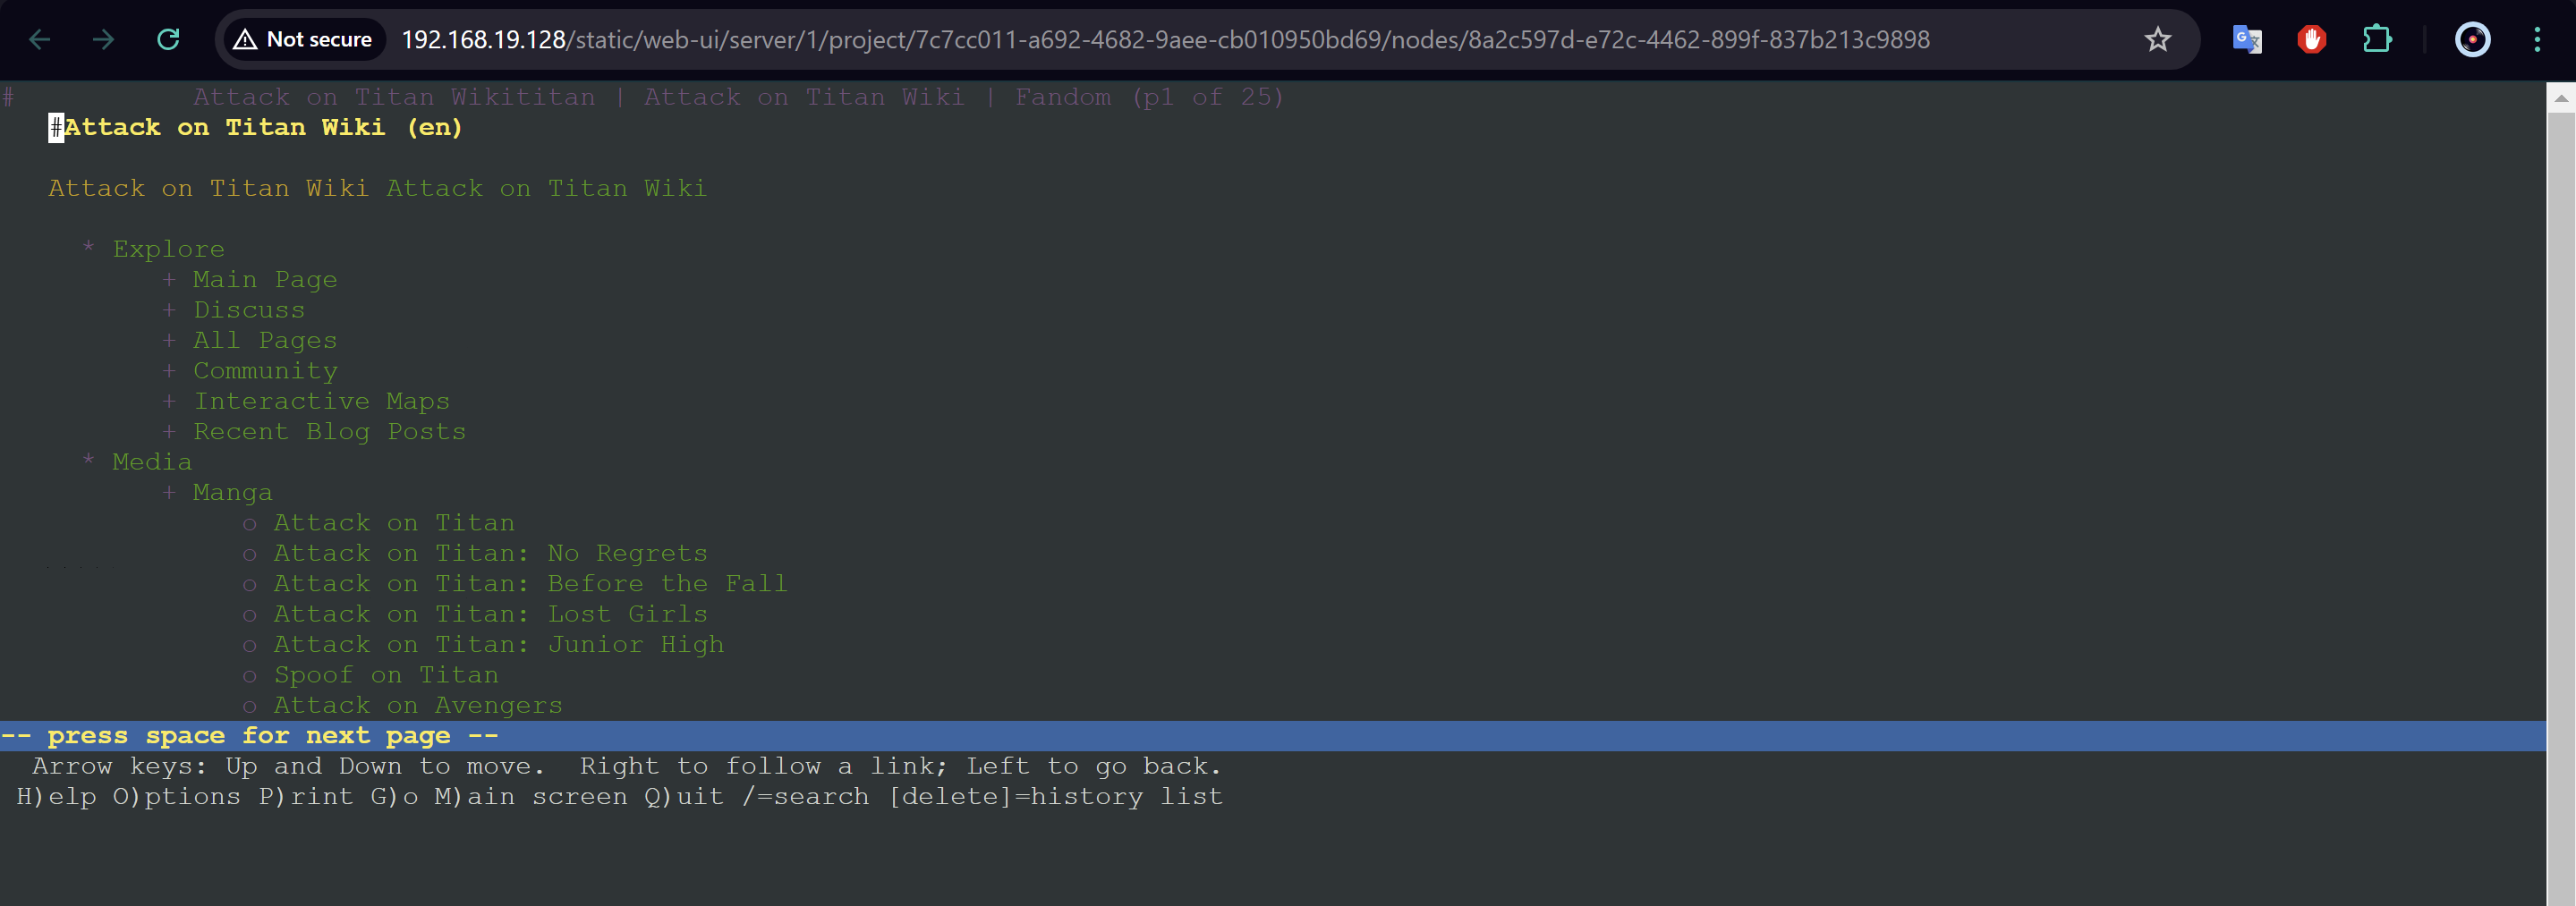 Not secure 192.168.19.128/static/web-ui/server/1/project/7c7cc011-a692-4682-9aee-cb010950bd69/nodes/8a2c597d-e72c-4462-899f-837b213c9898
# Attack on Titan Wikititan | Attack on Titan Wiki | Fandom (p1 of 25)
#Attack on Titan Wiki (en)
Attack on Titan Wiki Attack on Titan Wiki
* Explore
+ Main Page
+ Discuss
+ All Pages
+ Community
+ Interactive Maps
+ Recent Blog Posts
* Media
+ Manga
o Attack on Titan
o Attack on Titan: No Regrets
o Attack on Titan: Before the Fall
o Attack on Titan: Lost Girls
o Attack on Titan: Junior High
o Spoof on Titan
o Attack on Avengers
-- press space for next page --
Arrow keys: Up and Down to move. Right to follow a link; Left to go back.
H)elp O)ptions P)rint G)o M)ain screen Q)uit /=search [delete]=history list